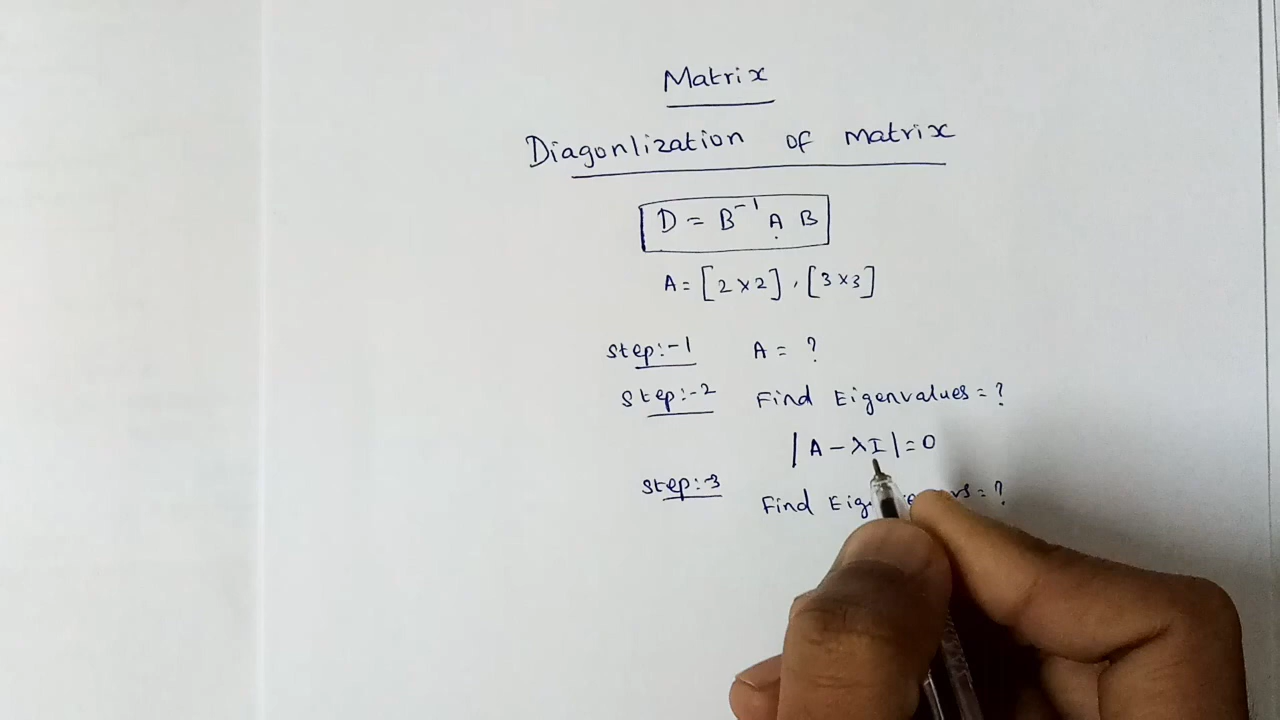 Matrix
Diagonlization of matrix
D = B⁻¹ A B
A = [2×2], [3×3]
Step:-1 A = ?
Step:-2 Find Eigenvalues = ?
|A - λI| = 0
Step:-3 Find = ?